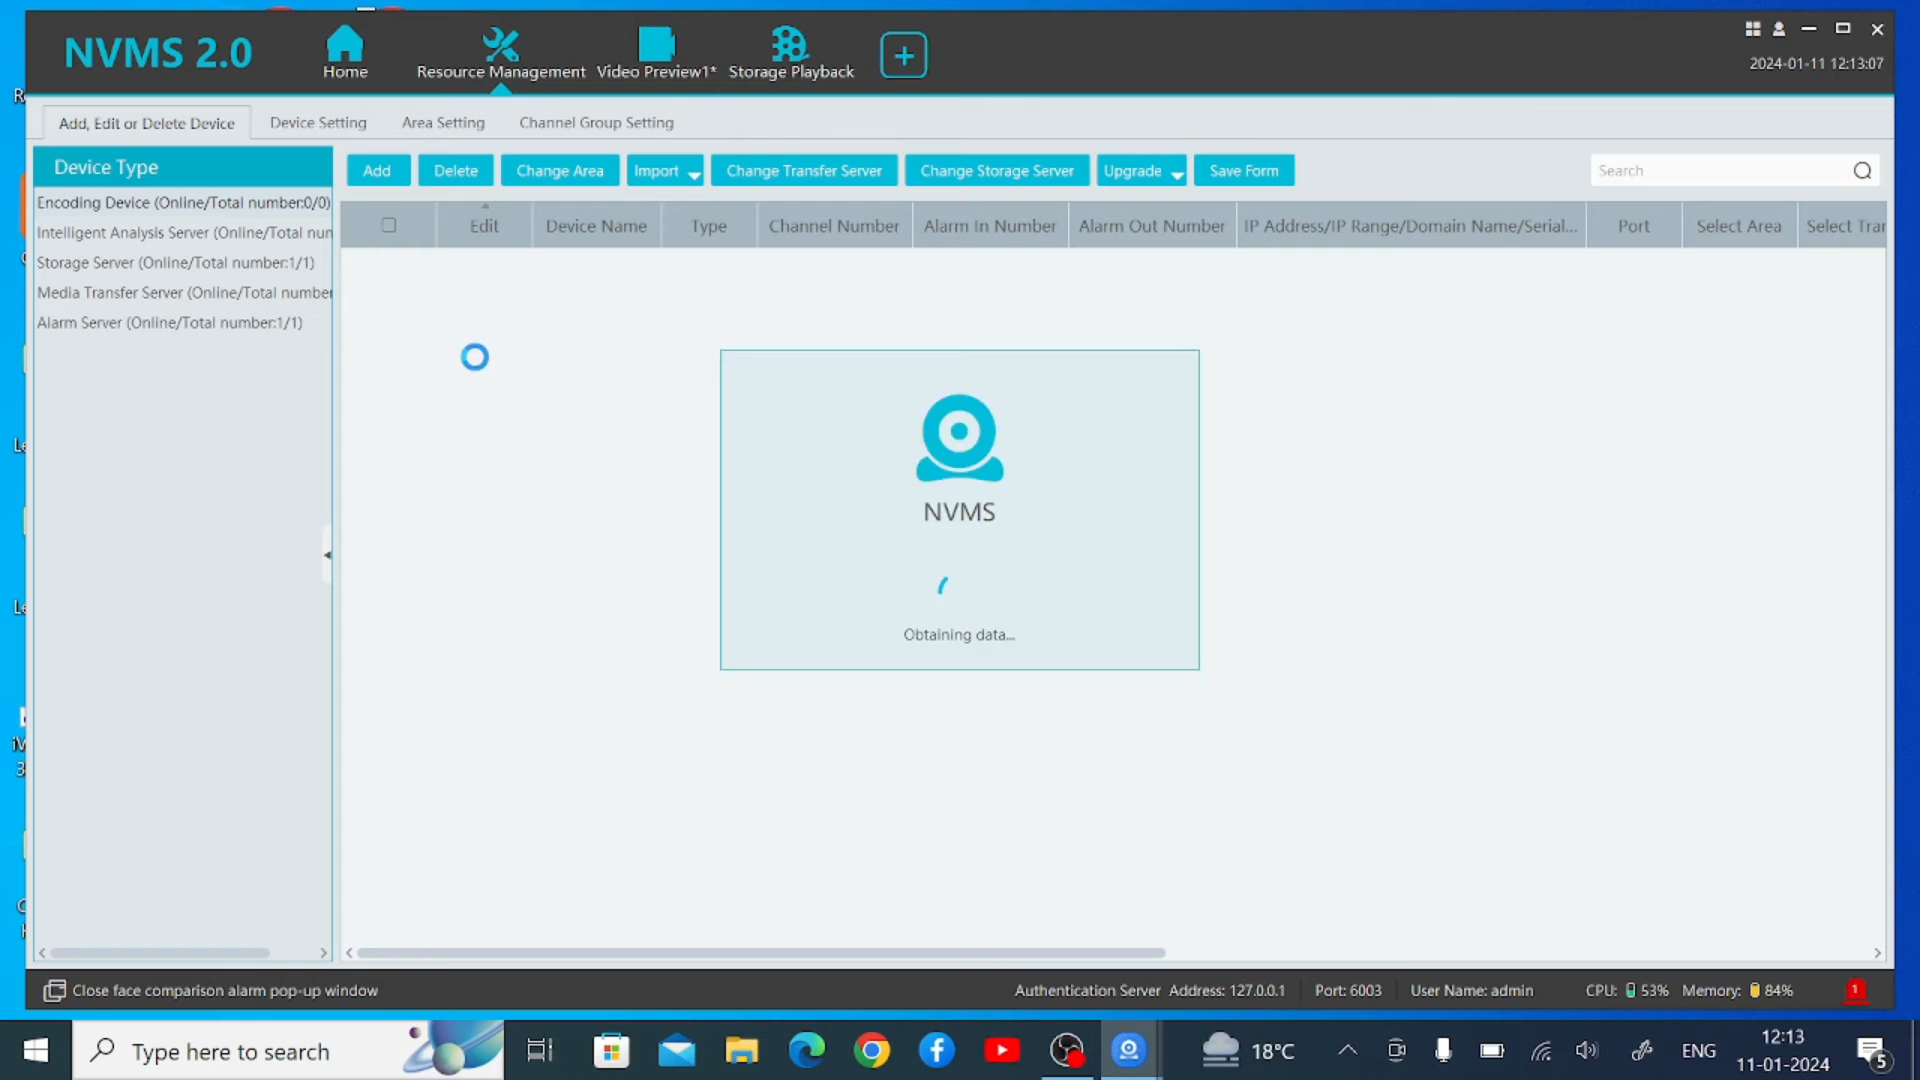 NVMS 2.0
Home
Resource Management
Video Preview1*
Storage Playback
2024-01-11 12:13:07
Add, Edit or Delete Device
Device Setting
Area Setting
Channel Group Setting
Device Type
Add
Delete
Change Area
Import
Change Transfer Server
Change Storage Server
Upgrade
Save Form
Search
Encoding Device (Online/Total number:0/0)
Intelligent Analysis Server (Online/Total num
Storage Server (Online/Total number:1/1)
Media Transfer Server (Online/Total number
Alarm Server (Online/Total number:1/1)
Edit
Device Name
Type
Channel Number
Alarm In Number
Alarm Out Number
IP Address/IP Range/Domain Name/Serial...
Port
Select Area
Select Tra
NVMS
Obtaining data...
Close face comparison alarm pop-up window
Authentication Server Address: 127.0.0.1
Port: 6003
User Name: admin
CPU: 53%
Memory: 84%
1
Type here to search
18°C
ENG
12:13
11-01-2024
5